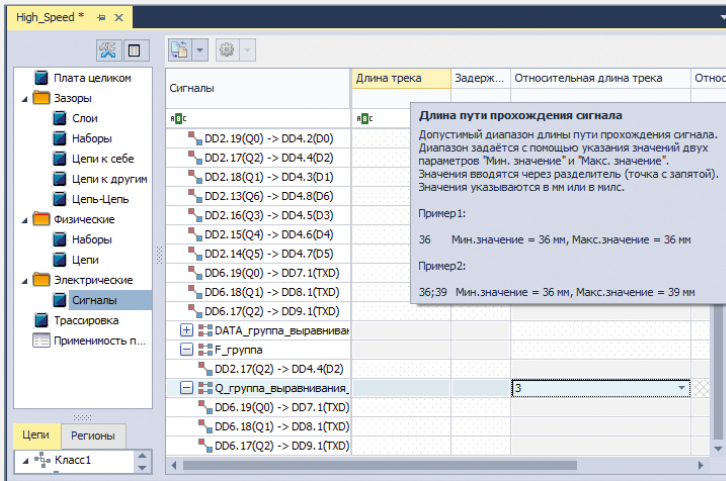 High_Speed *
Плата целиком
Зазоры
Слои
Наборы
Цепи к себе
Цепи к другим
Цепь-Цепь
Физические
Наборы
Цепи
Электрические
Сигналы
Трассировка
Применимость п...
Цепи Регионы
Класс1
Сигналы Длина трека Задерж... Относительная длина трека Относ
DD2.19(Q0) -> DD4.2(D0)
DD2.17(Q2) -> DD4.4(D2)
DD2.18(Q1) -> DD4.3(D1)
DD2.13(Q6) -> DD4.8(D6)
DD2.16(Q3) -> DD4.5(D3)
DD2.15(Q4) -> DD4.6(D4)
DD2.14(Q5) -> DD4.7(D5)
DD6.19(Q0) -> DD7.1(TXD)
DD6.18(Q1) -> DD8.1(TXD)
DD6.17(Q2) -> DD9.1(TXD)
DATA_группа_выравниван
F_группа
DD2.17(Q2) -> DD4.4(D2)
Q_группа_выравнивания_ 3
DD6.19(Q0) -> DD7.1(TXD)
DD6.18(Q1) -> DD8.1(TXD)
DD6.17(Q2) -> DD9.1(TXD)
Длина пути прохождения сигнала
Допустимый диапазон длины пути прохождения сигнала.
Диапазон задаётся с помощью указания значений двух
параметров "Мин. значение" и "Макс. значение".
Значения вводятся через разделитель (точка с запятой).
Значения указываются в мм или в милс.
Пример1:
36 Мин.значение = 36 мм, Макс.значение = 36 мм
Пример2:
36;39 Мин.значение = 36 мм, Макс.значение = 39 мм